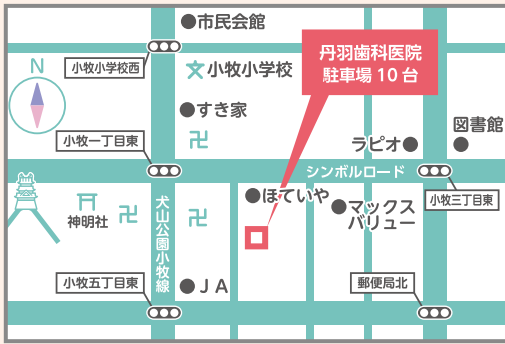 市民会館
丹羽歯科医院
駐車場10台
N
小牧小学校西
文小牧小学校
すき家
図書館
小牧一丁目東
ラピオ
シンボルロード
小牧三丁目東
ほていや
マックス
バリュー
神明社
犬山公園小牧線
小牧五丁目東
JA
郵便局北